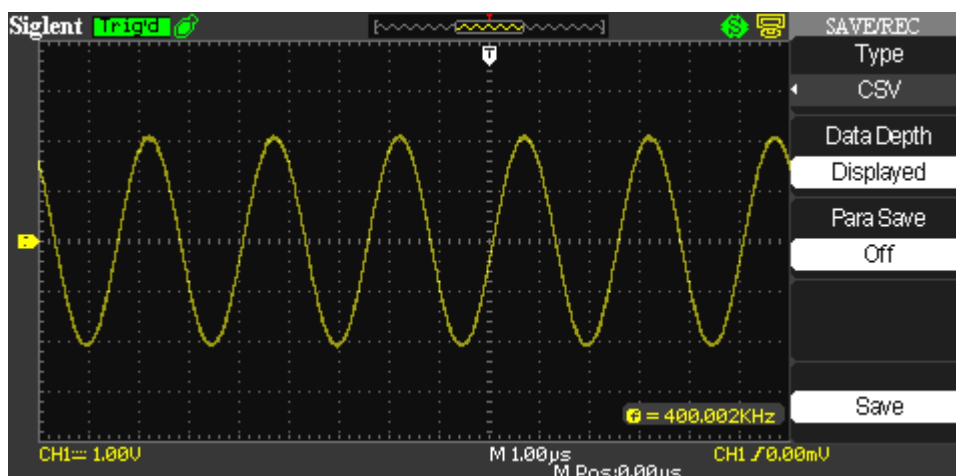 Siglent Trig'd
T
S
SAVE/REC
Type
CSV
Data Depth
Displayed
Para Save
Off
Save
f = 400.002KHz
CH1 1.00V
M 1.00µs
CH1 0.00mV
M Pos:0.00µs